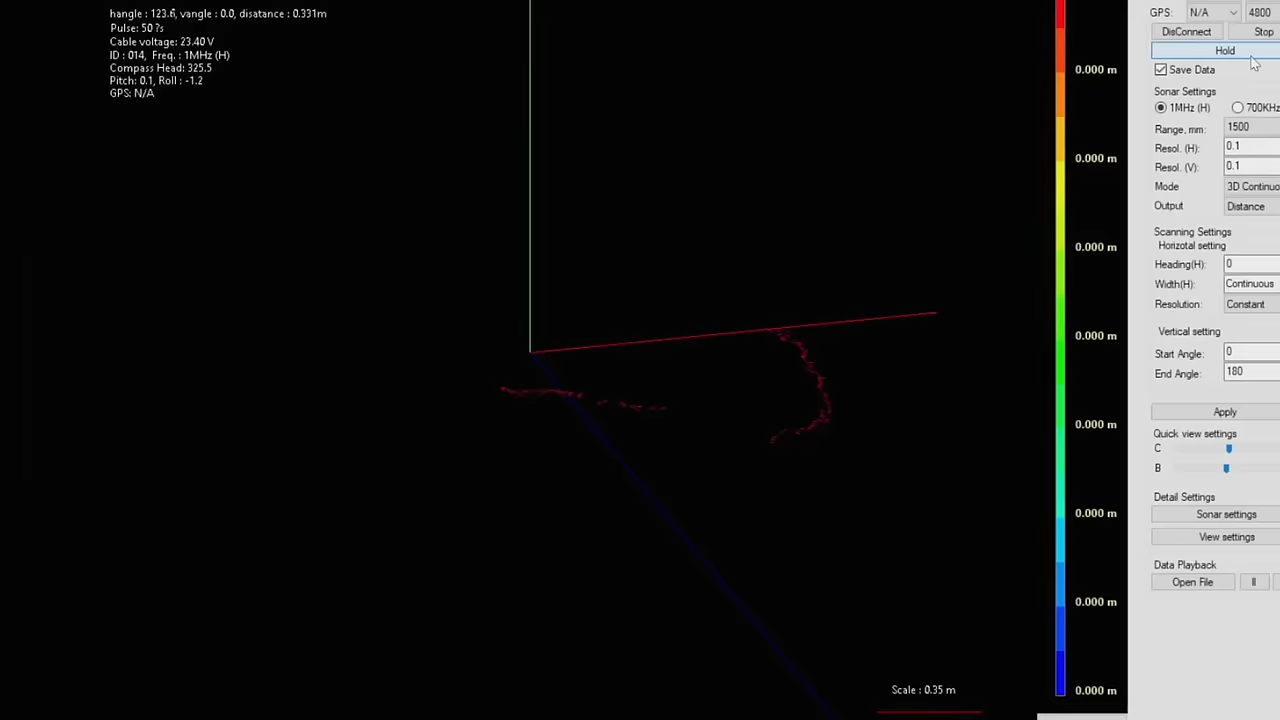 hangle : 123.6, vangle : 0.0, disatance : 0.331m
Pulse: 50 ?s
Cable voltage: 23.40 V
ID : 014, Freq. : 1MHz (H)
Compass Head: 325.5
Pitch: 0.1, Roll : -1.2
GPS: N/A
0.000 m
0.000 m
0.000 m
0.000 m
0.000 m
0.000 m
0.000 m
0.000 m
Scale : 0.35 m
GPS: N/A 4800
DisConnect Stop
Hold
Save Data
Sonar Settings
1MHz (H) 700KHz
Range, mm: 1500
Resol. (H): 0.1
Resol. (V): 0.1
Mode 3D Continuo
Output Distance
Scanning Settings
Horizotal setting
Heading(H): 0
Width(H): Continuous
Resolution: Constant
Vertical setting
Start Angle: 0
End Angle: 180
Apply
Quick view settings
C
B
Detail Settings
Sonar settings
View settings
Data Playback
Open File II